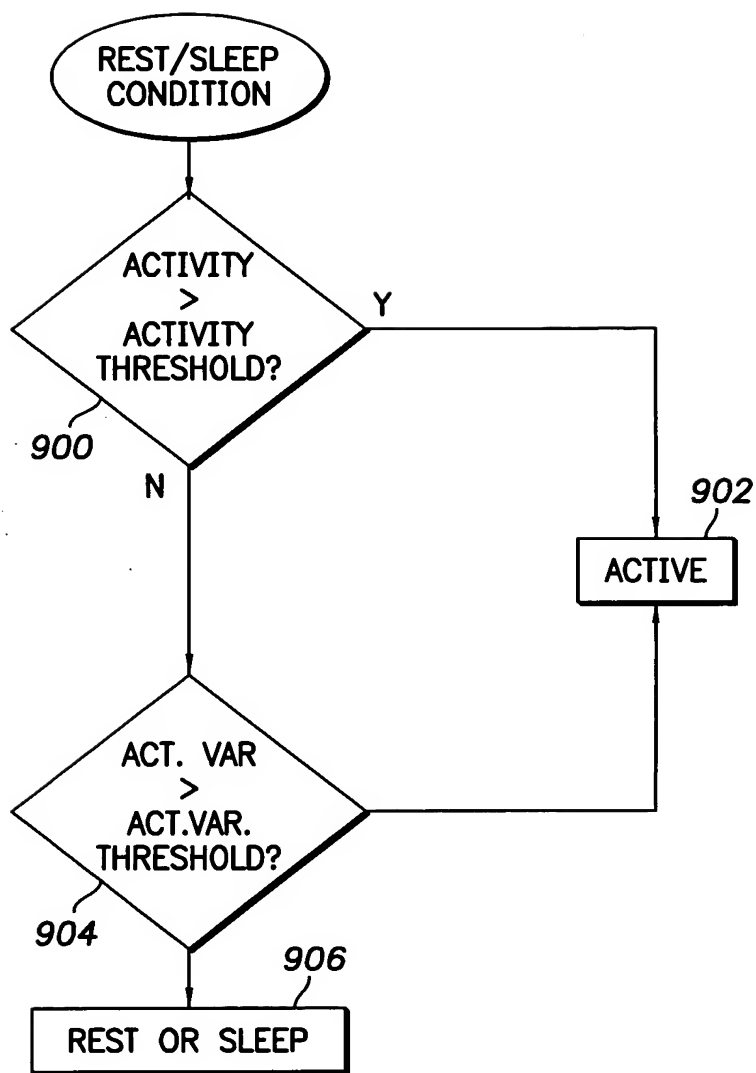 REST/SLEEP
CONDITION
ACTIVITY
>
ACTIVITY
THRESHOLD?
Y
900
N
902
ACTIVE
ACT. VAR
>
ACT.VAR.
THRESHOLD?
904
906
REST OR SLEEP